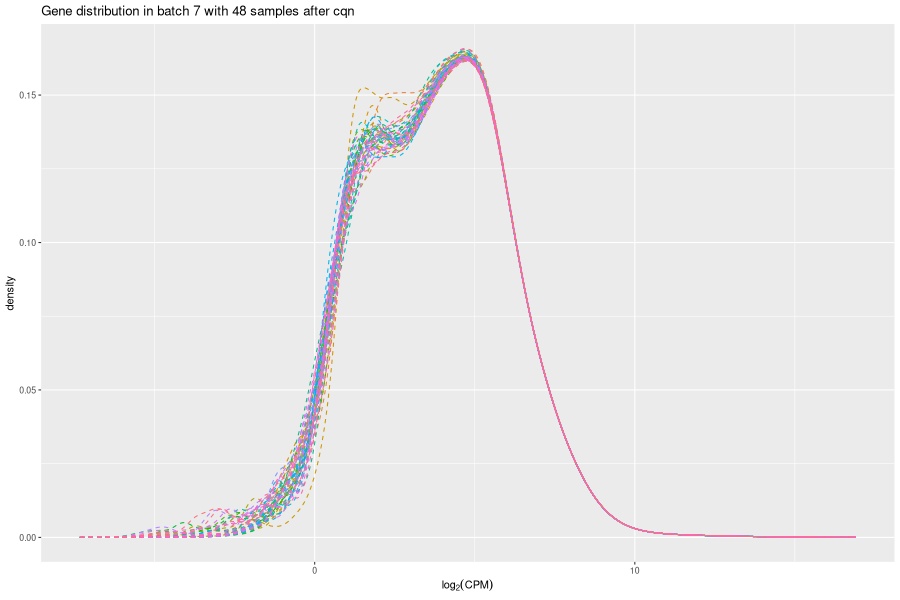 Gene distribution in batch 7 with 48 samples after cqn
0.15
0.10
0.05
0.00
density
0 10
log₂(CPM)